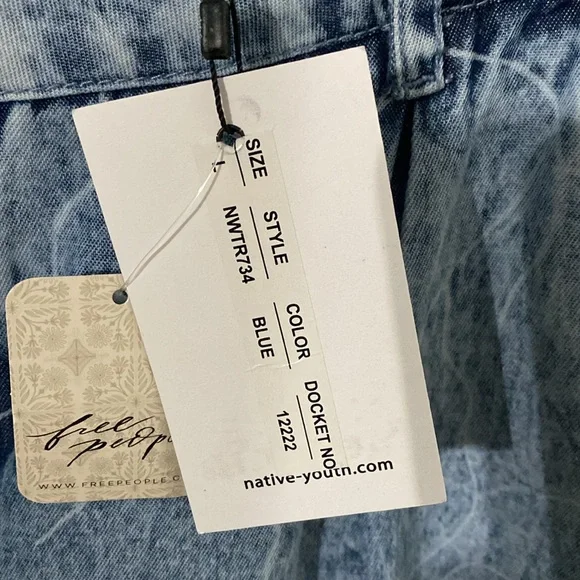 SIZE
STYLE
NWTR734
COLOR
BLUE
DOCKET NO
12222
native-youth.com
free
people
WWW.FREEPEOPLE.C